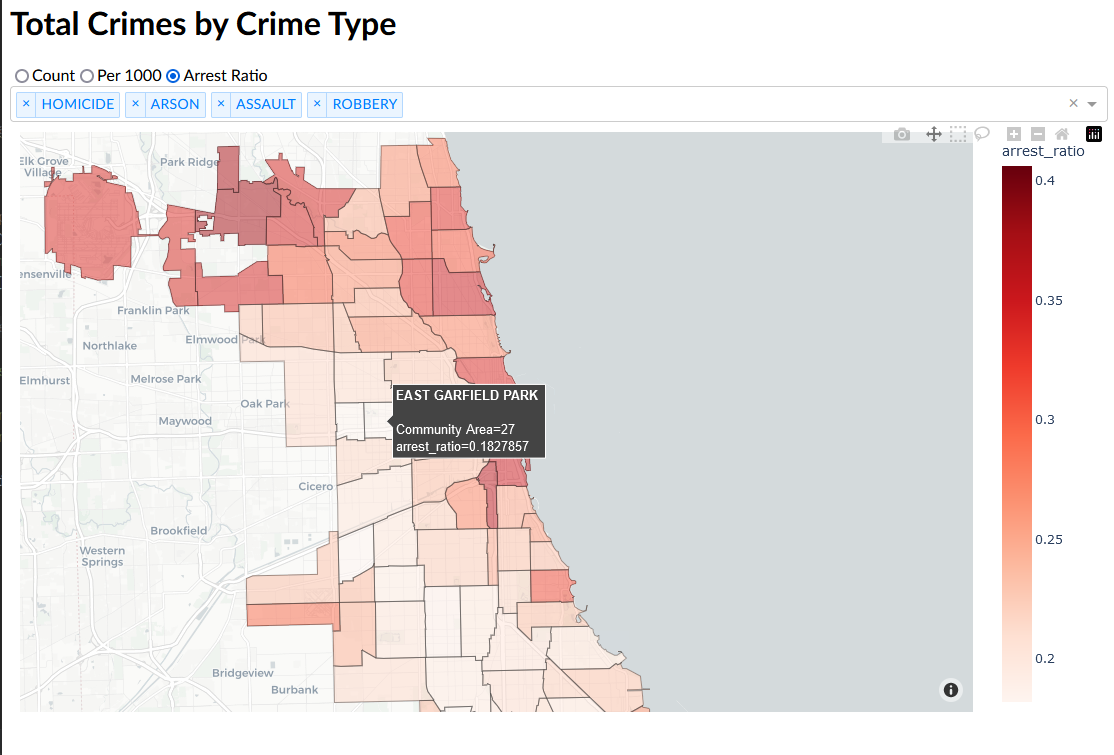 Total Crimes by Crime Type
Count Per 1000 Arrest Ratio
× HOMICIDE × ARSON × ASSAULT × ROBBERY × 
arrest_ratio
Elk Grove
Village
Park Ridge
0.4
ensenville
0.35
Franklin Park
Northlake
Elmwood Park
Elmhurst
Melrose Park
Oak Park
Maywood
EAST GARFIELD PARK
Community Area=27
arrest_ratio=0.1827857
0.3
Cicero
Brookfield
Western
Springs
0.25
Bridgeview
Burbank
0.2